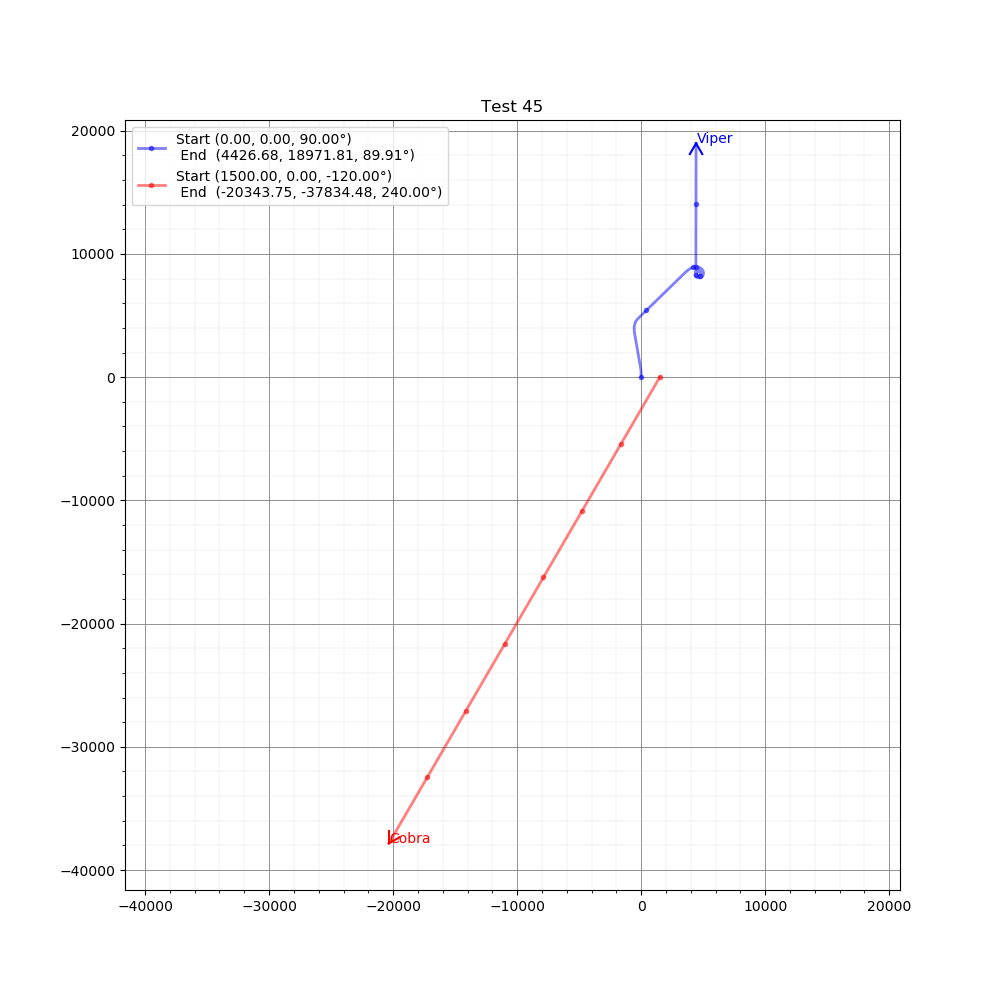 Test 45
Start (0.00, 0.00, 90.00°)
End (4426.68, 18971.81, 89.91°)
Start (1500.00, 0.00, -120.00°)
End (-20343.75, -37834.48, 240.00°)
Viper
Cobra
20000
10000
0
−10000
−20000
−30000
−40000
−40000 −30000 −20000 −10000 0 10000 20000